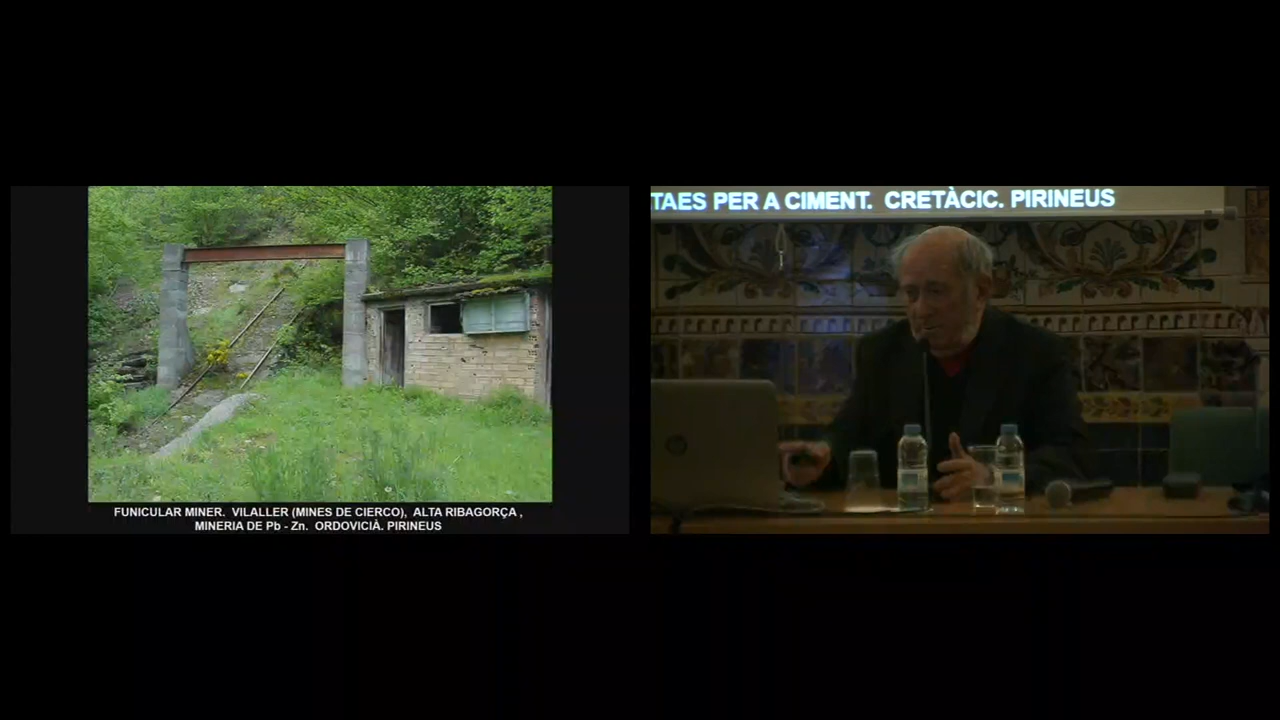 FUNICULAR MINER. VILALLER (MINES DE CIERCO), ALTA RIBAGORÇA ,
MINERIA DE Pb - Zn. ORDOVICIÀ. PIRINEUS
TAES PER A CIMENT. CRETÀCIC. PIRINEUS